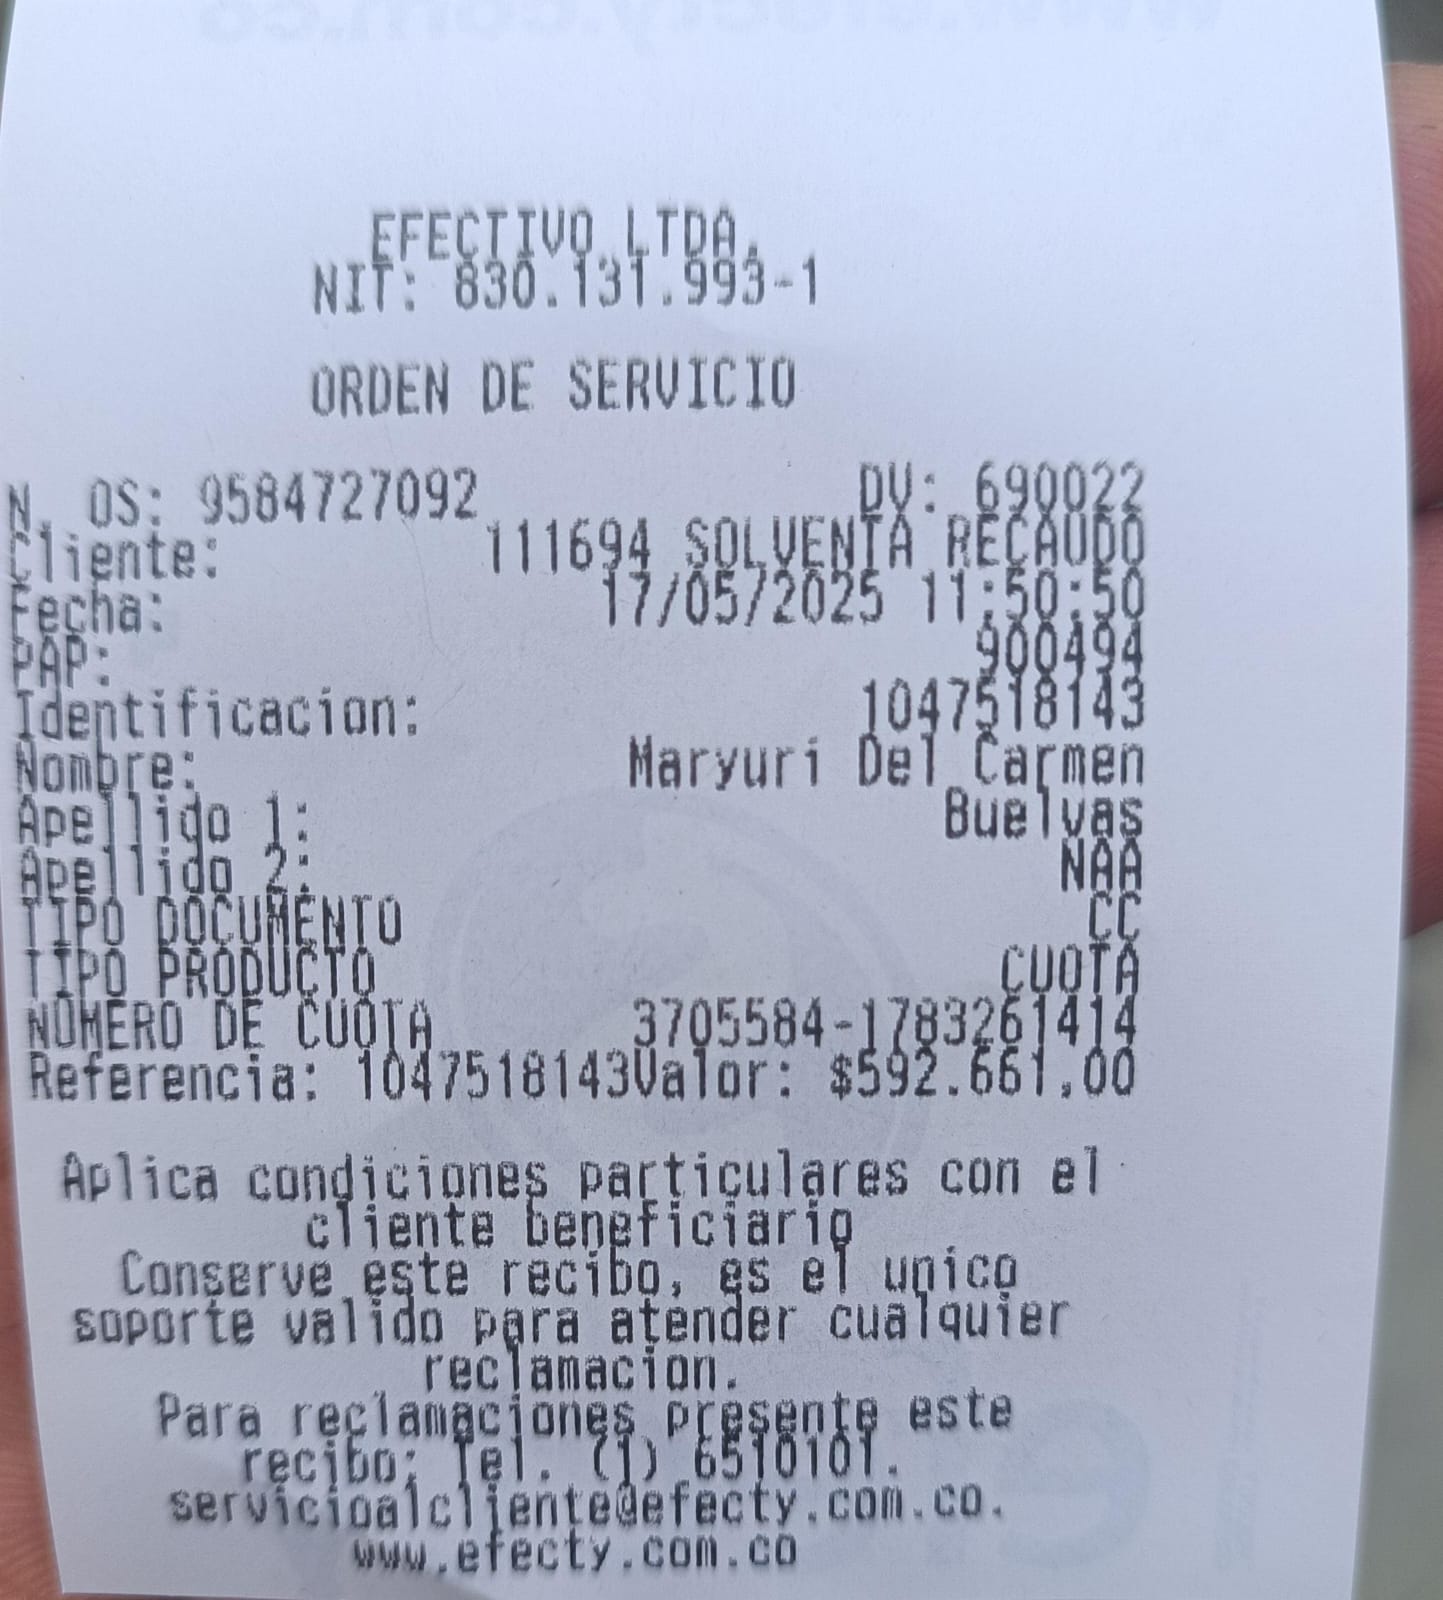 EFECTIVO LTDA.
NIT: 830.131.993-1
ORDEN DE SERVICIO
N. OS: 9584727092 DV: 690022
Cliente: 111694 SOLVENTA RECAUDO
Fecha: 17/05/2025 11:50:50
PAP: 900494
Identificacion: 1047518143
Nombre: Maryuri Del Carmen
Apellido 1: Buelvas
Apellido 2: NAA
TIPO DOCUMENTO CC
TIPO PRODUCTO CUOTA
NUMERO DE CUOTA 3705584-1783261414
Referencia: 1047518143Valor: $592.661,00
Aplica condiciones particulares con el
cliente beneficiario
Conserve este recibo, es el unico
soporte valido para atender cualquier
reclamacion.
Para reclamaciones presente este
recibo: Tel. (1) 6510101.
servicioalcliente@efecty.com.co.
www.efecty.com.co